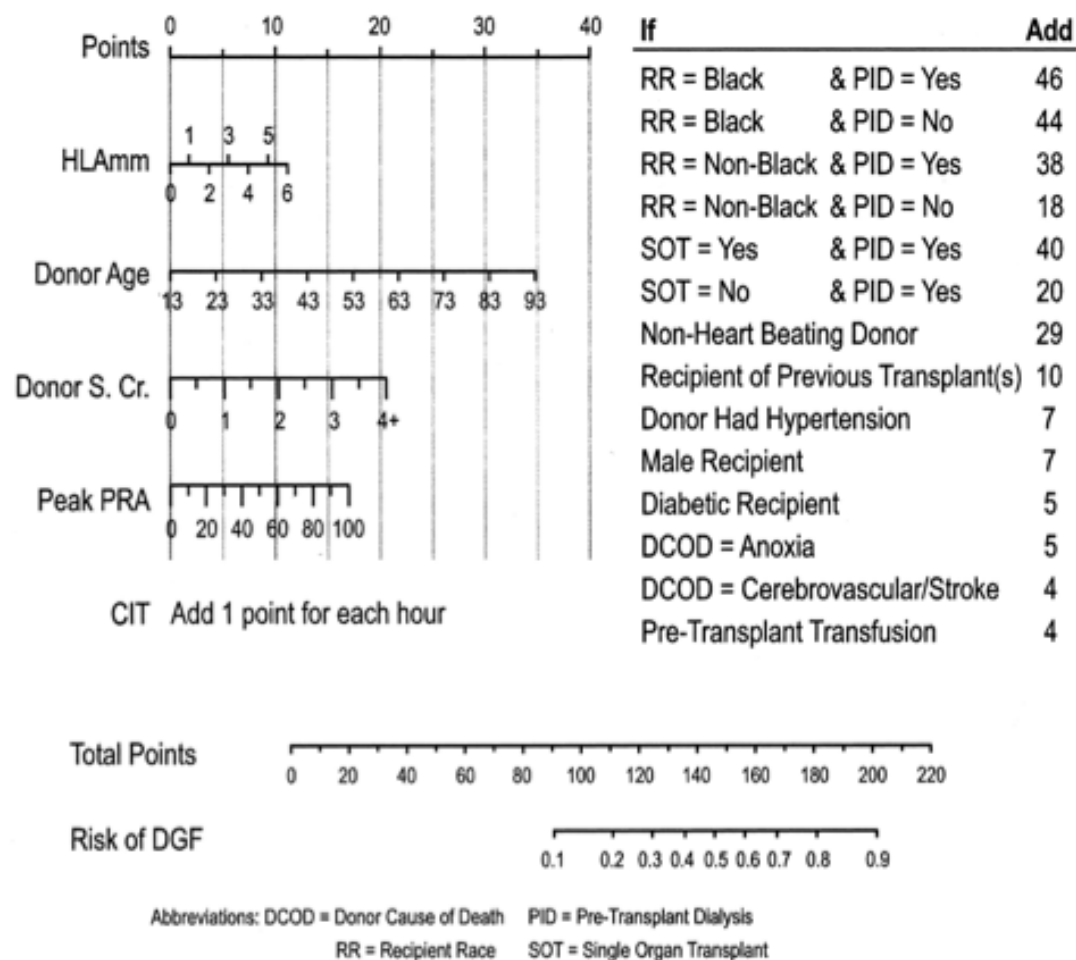 Points 0 10 20 30 40
HLAmm
1 3 5
0 2 4 6
Donor Age
13 23 33 43 53 63 73 83 93
Donor S. Cr.
0 1 2 3 4+
Peak PRA
0 20 40 60 80 100
CIT Add 1 point for each hour
If Add
RR = Black & PID = Yes 46
RR = Black & PID = No 44
RR = Non-Black & PID = Yes 38
RR = Non-Black & PID = No 18
SOT = Yes & PID = Yes 40
SOT = No & PID = Yes 20
Non-Heart Beating Donor 29
Recipient of Previous Transplant(s) 10
Donor Had Hypertension 7
Male Recipient 7
Diabetic Recipient 5
DCOD = Anoxia 5
DCOD = Cerebrovascular/Stroke 4
Pre-Transplant Transfusion 4
Total Points
0 20 40 60 80 100 120 140 160 180 200 220
Risk of DGF
0.1 0.2 0.3 0.4 0.5 0.6 0.7 0.8 0.9
Abbreviations: DCOD = Donor Cause of Death PID = Pre-Transplant Dialysis
RR = Recipient Race SOT = Single Organ Transplant